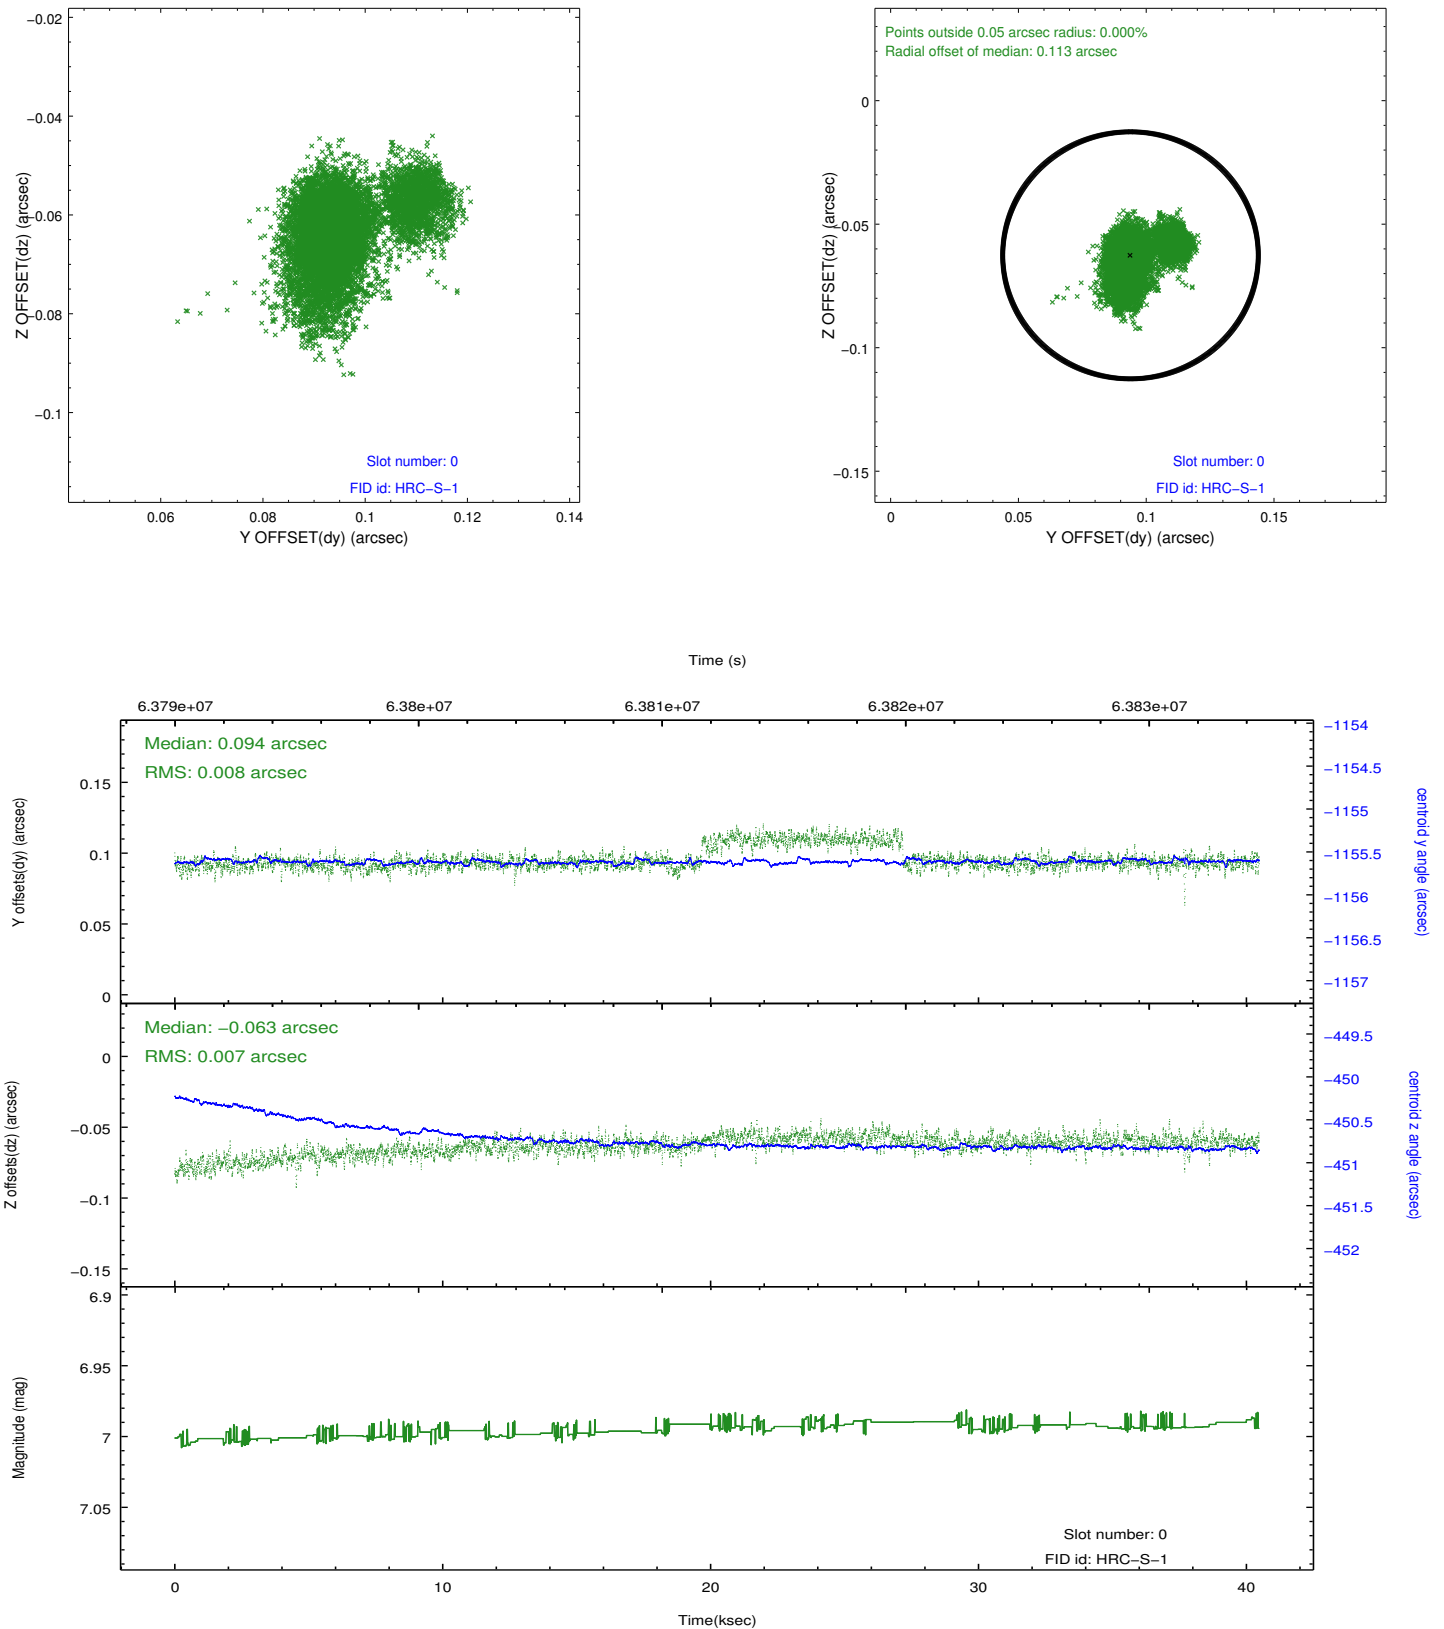 −0.02
−0.04
−0.06
−0.08
−0.1
Z OFFSET(dz) (arcsec)
Slot number: 0
FID id: HRC−S−1
0.06 0.08 0.1 0.12 0.14
Y OFFSET(dy) (arcsec)
Points outside 0.05 arcsec radius: 0.000%
Radial offset of median: 0.113 arcsec
0
−0.05
−0.1
−0.15
Z OFFSET(dz) (arcsec)
Slot number: 0
FID id: HRC−S−1
0 0.05 0.1 0.15
Y OFFSET(dy) (arcsec)
Time (s)
6.379e+07 6.38e+07 6.381e+07 6.382e+07 6.383e+07
Median: 0.094 arcsec
RMS: 0.008 arcsec
0.15
0.1
0.05
0
Y offsets(dy) (arcsec)
−1154
−1154.5
−1155
−1155.5
−1156
−1156.5
−1157
centroid y angle (arcsec)
Median: −0.063 arcsec
RMS: 0.007 arcsec
0
−0.05
−0.1
−0.15
Z offsets(dz) (arcsec)
−449.5
−450
−450.5
−451
−451.5
−452
centroid z angle (arcsec)
6.9
6.95
7
7.05
Magnitude (mag)
Slot number: 0
FID id: HRC−S−1
0 10 20 30 40
Time(ksec)